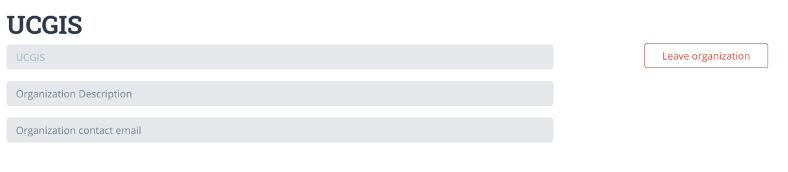 UCGIS
UCGIS
Leave organization
Organization Description
Organization contact email